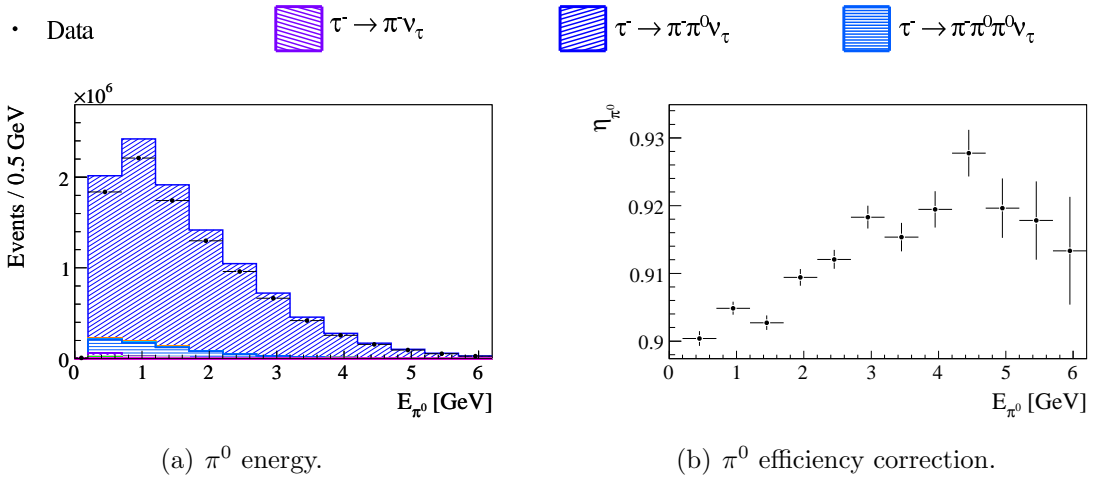 · Data τ⁻ → π⁻ν_τ τ⁻ → π⁻π⁰ν_τ τ⁻ → π⁻π⁰π⁰ν_τ
×10⁶
Events / 0.5 GeV
2
1
0
0 1 2 3 4 5 6
E_π⁰ [GeV]
(a) π⁰ energy.
η_π⁰
0.93
0.92
0.91
0.9
0 1 2 3 4 5 6
E_π⁰ [GeV]
(b) π⁰ efficiency correction.